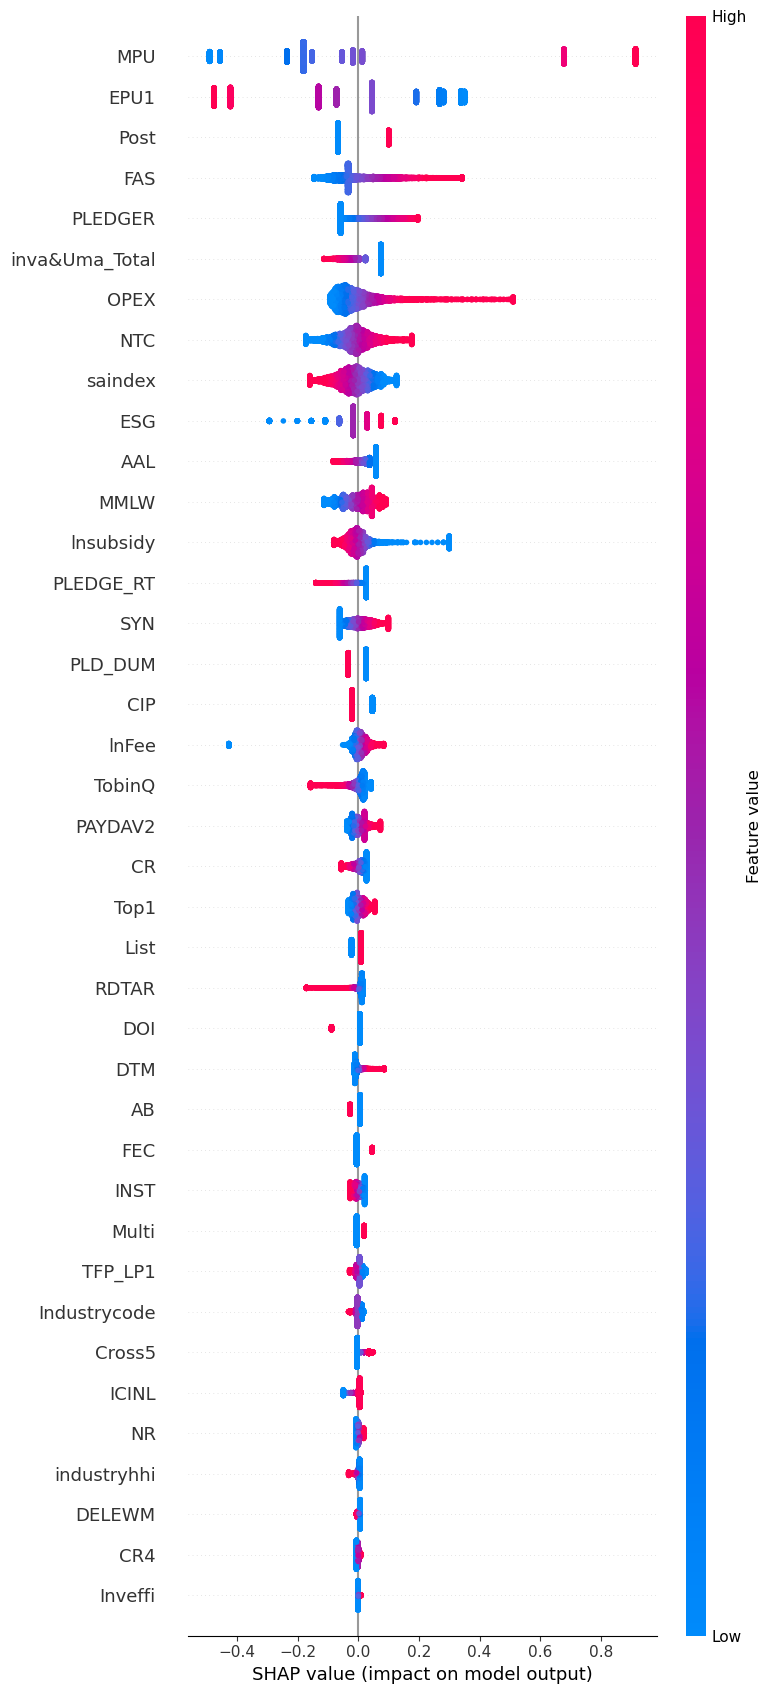 High
MPU
EPU1
Post
FAS
PLEDGER
inva&Uma_Total
OPEX
NTC
saindex
ESG
AAL
MMLW
Insubsidy
PLEDGE_RT
SYN
PLD_DUM
CIP
InFee
TobinQ
PAYDAV2
CR
Top1
List
RDTAR
DOI
DTM
AB
FEC
INST
Multi
TFP_LP1
Industrycode
Cross5
ICINL
NR
industryhhi
DELEWM
CR4
Inveffi
Low
Feature value
−0.4 −0.2 0.0 0.2 0.4 0.6 0.8
SHAP value (impact on model output)